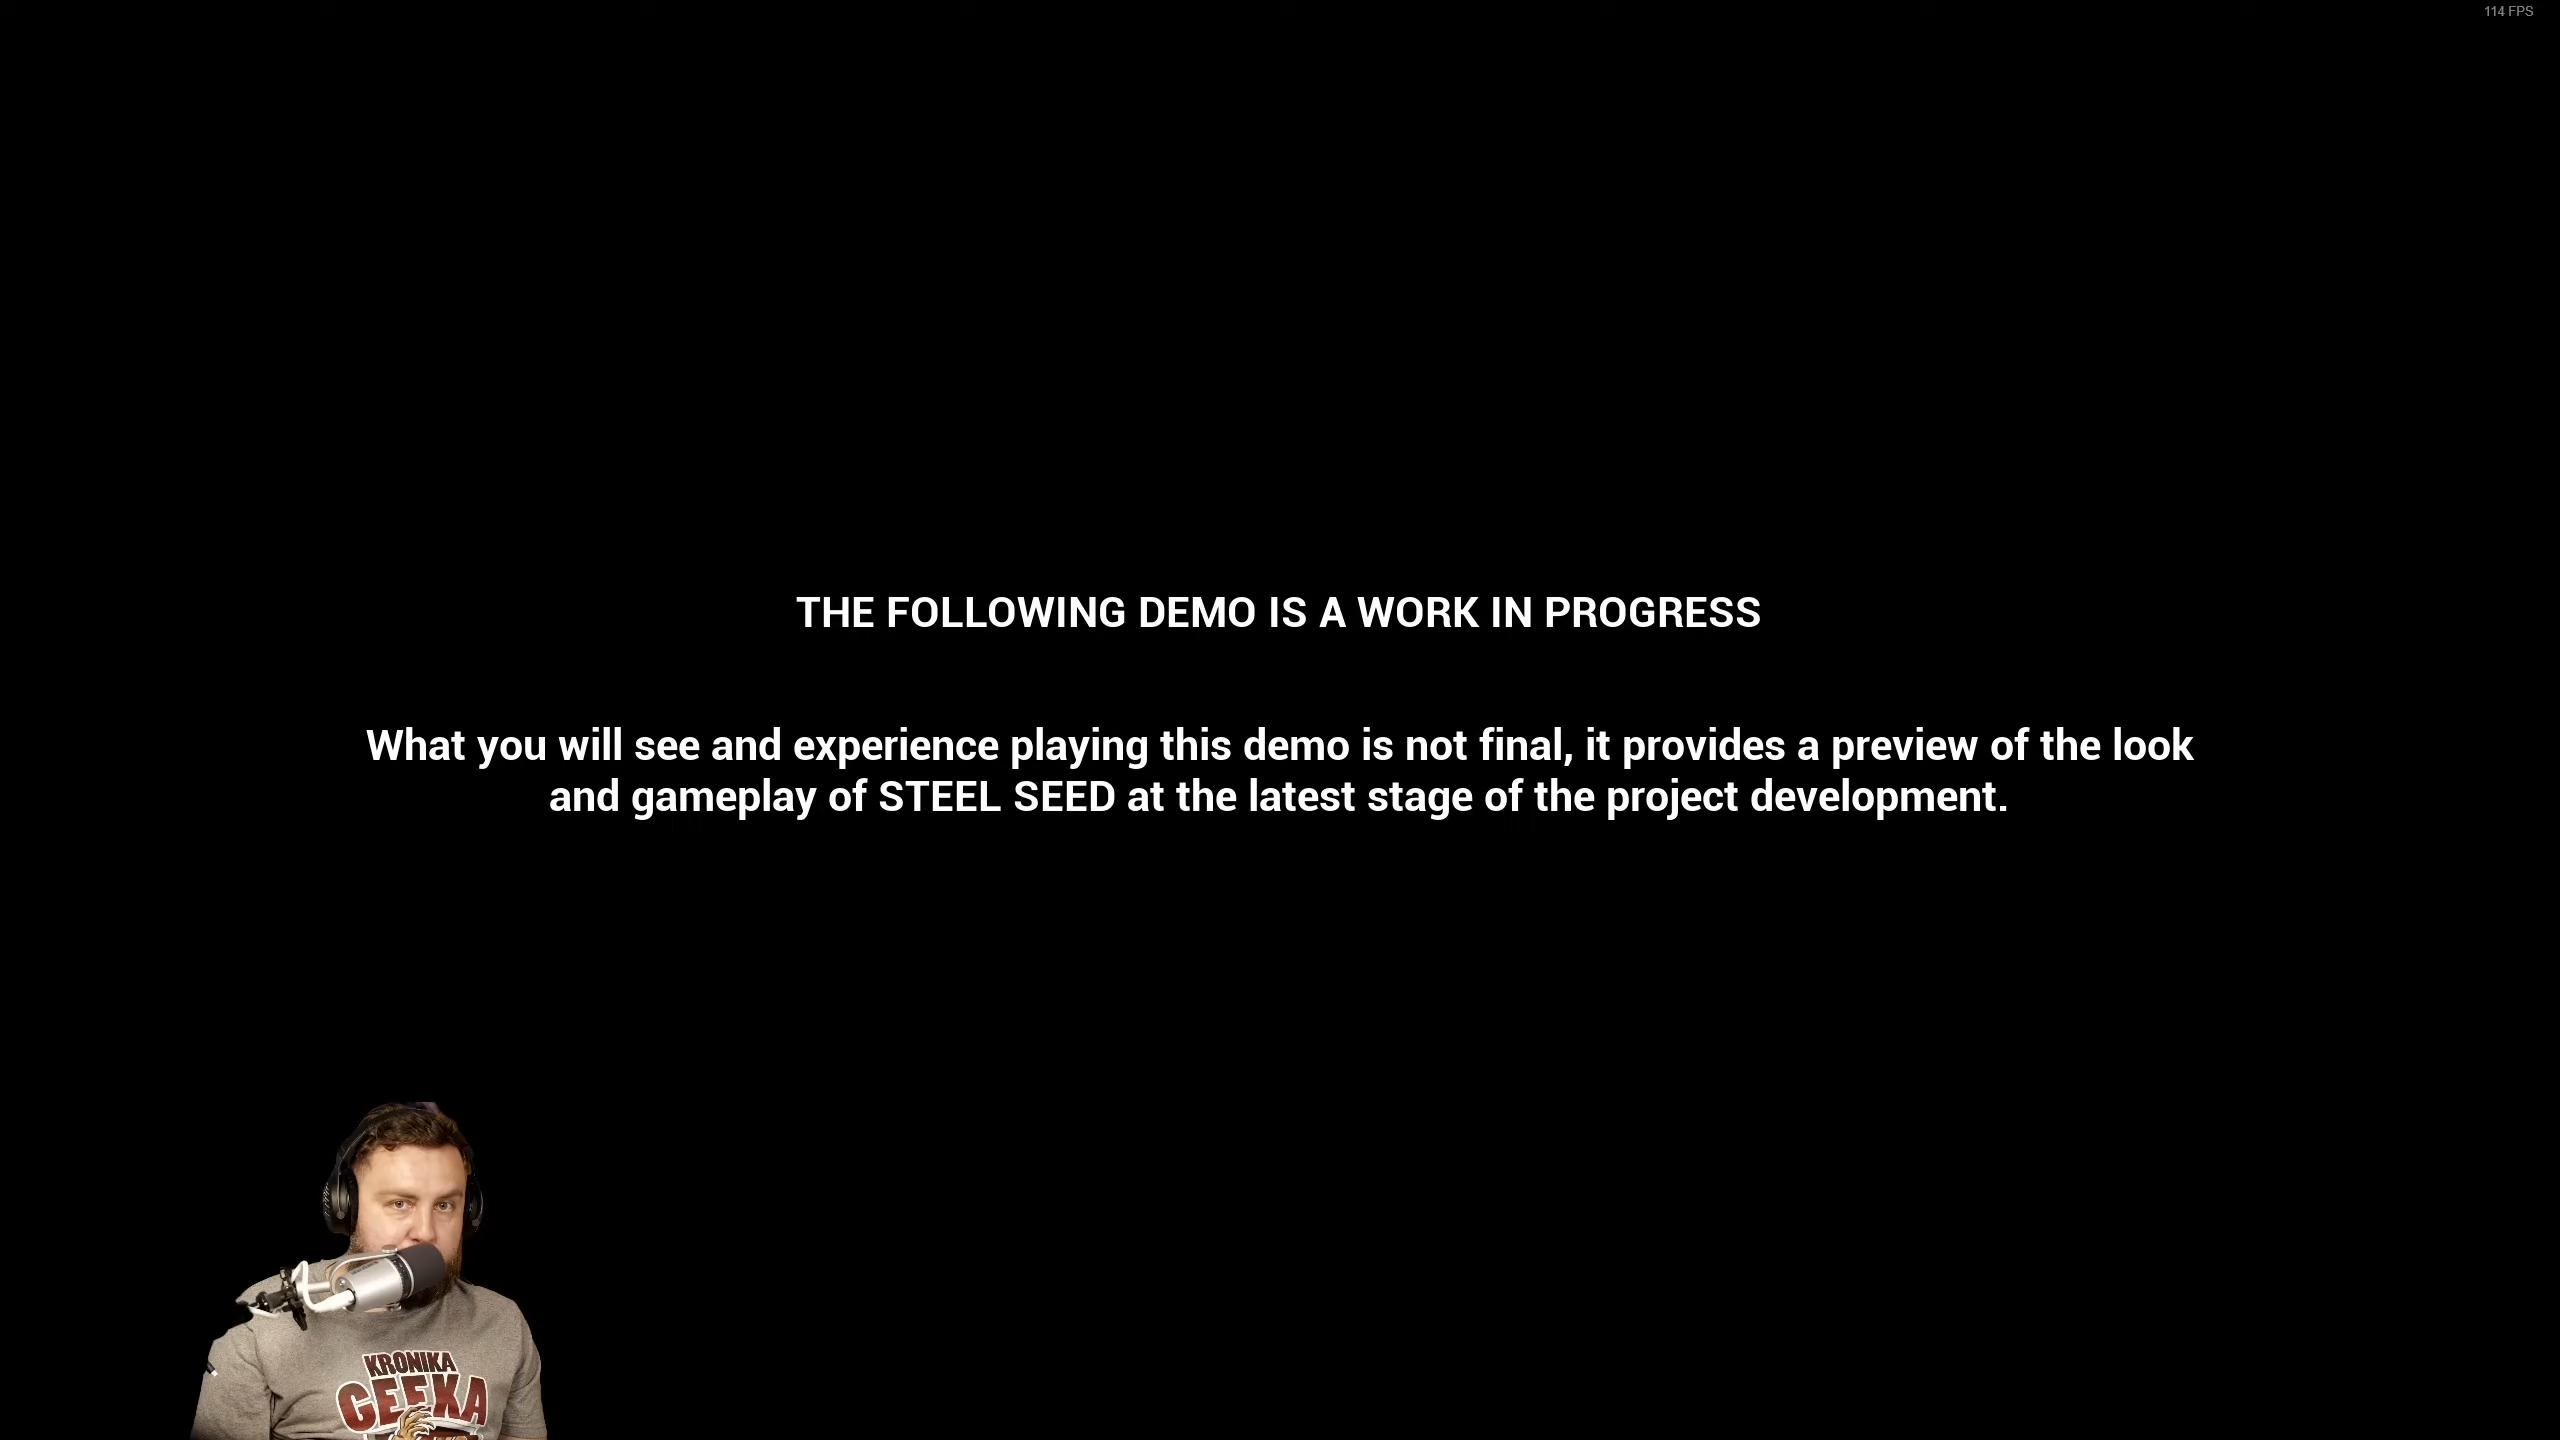 114 FPS
THE FOLLOWING DEMO IS A WORK IN PROGRESS
What you will see and experience playing this demo is not final, it provides a preview of the look
and gameplay of STEEL SEED at the latest stage of the project development.
KRONIKA
GEEKA